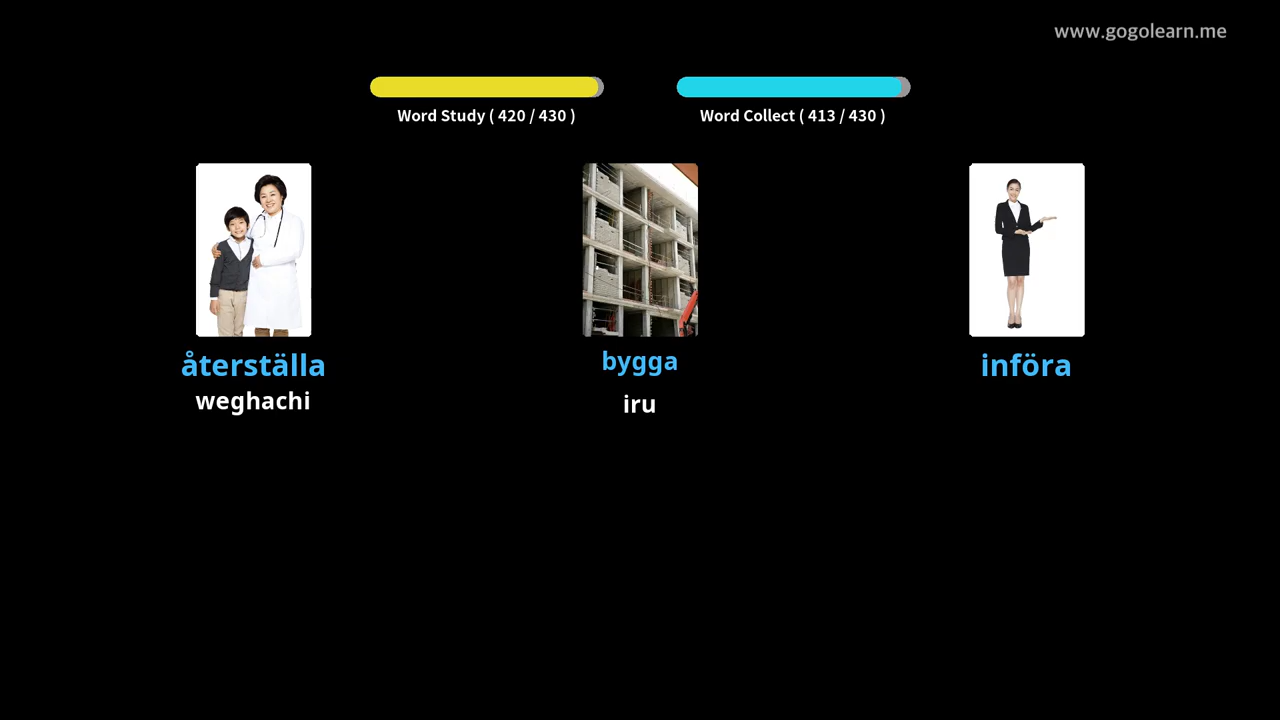 www.gogolearn.me
Word Study ( 420 / 430 )
Word Collect ( 413 / 430 )
återställa
bygga
införa
weghachi
iru